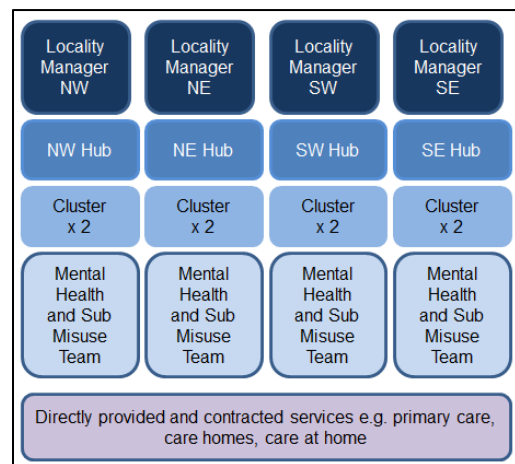 Locality
Manager
NW
Locality
Manager
NE
Locality
Manager
SW
Locality
Manager
SE
NW Hub
NE Hub
SW Hub
SE Hub
Cluster
x 2
Cluster
x 2
Cluster
x 2
Cluster
x 2
Mental
Health
and Sub
Misuse
Team
Mental
Health
and Sub
Misuse
Team
Mental
Health
and Sub
Misuse
Team
Mental
Health
and Sub
Misuse
Team
Directly provided and contracted services e.g. primary care,
care homes, care at home